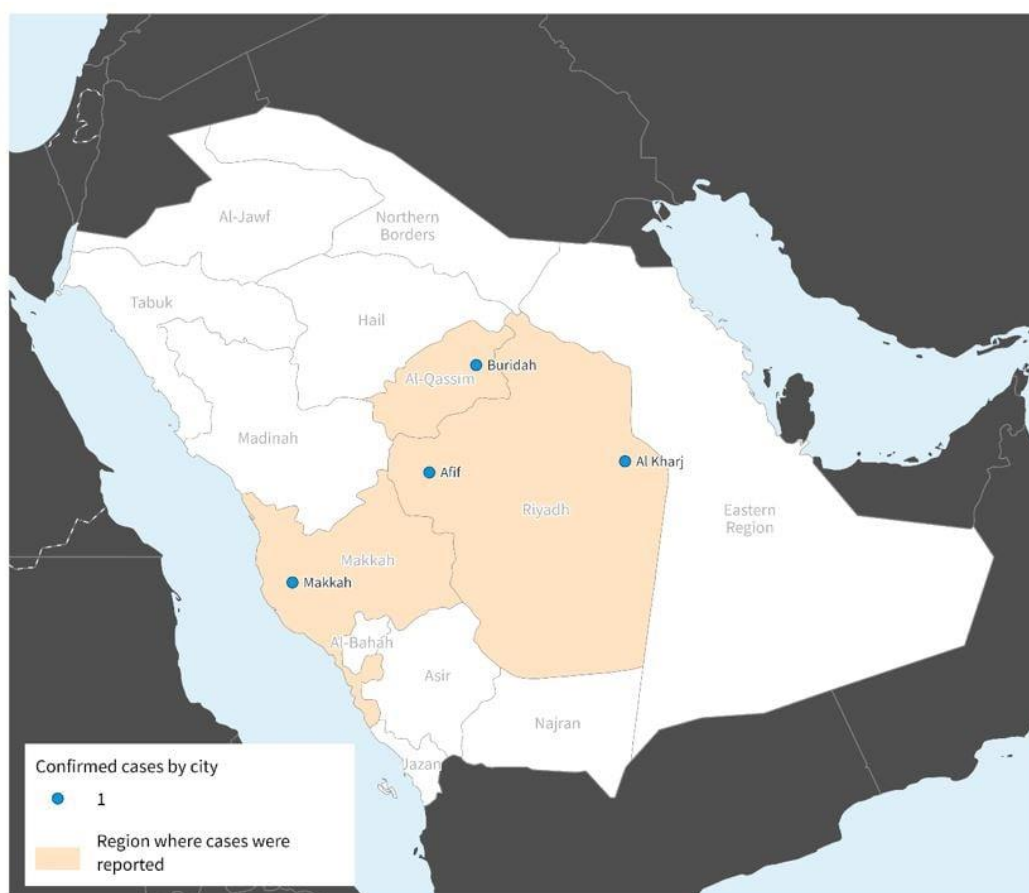 Al-Jawf
Northern
Borders
Tabuk
Hail
Buridah
Al-Qassim
Madinah
Afif
Al Kharj
Riyadh
Eastern
Region
Makkah
Makkah
Al-Bahah
Asir
Najran
Jazan
Confirmed cases by city
1
Region where cases were
reported